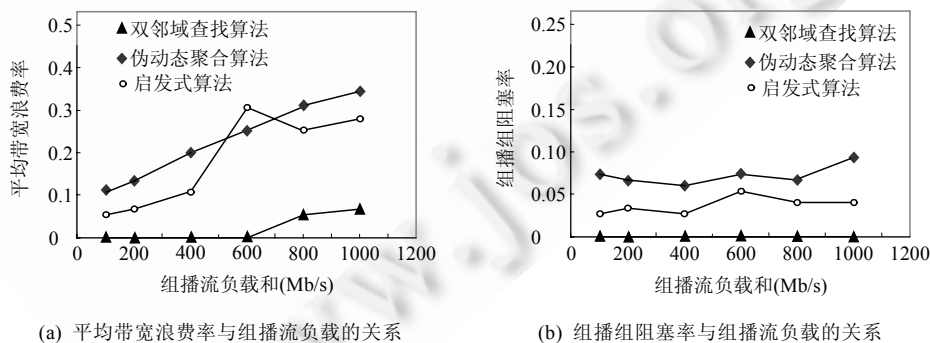 0.5
0.4
0.3
0.2
0.1
0
平均带宽浪费率
双邻域查找算法
伪动态聚合算法
启发式算法
0 200 400 600 800 1000 1200
组播流负载和(Mb/s)
(a) 平均带宽浪费率与组播流负载的关系
0.25
0.20
0.15
0.10
0.05
0
组播组阻塞率
双邻域查找算法
伪动态聚合算法
启发式算法
0 200 400 600 800 1000 1200
组播流负载和(Mb/s)
(b) 组播组阻塞率与组播流负载的关系
www.jos.or